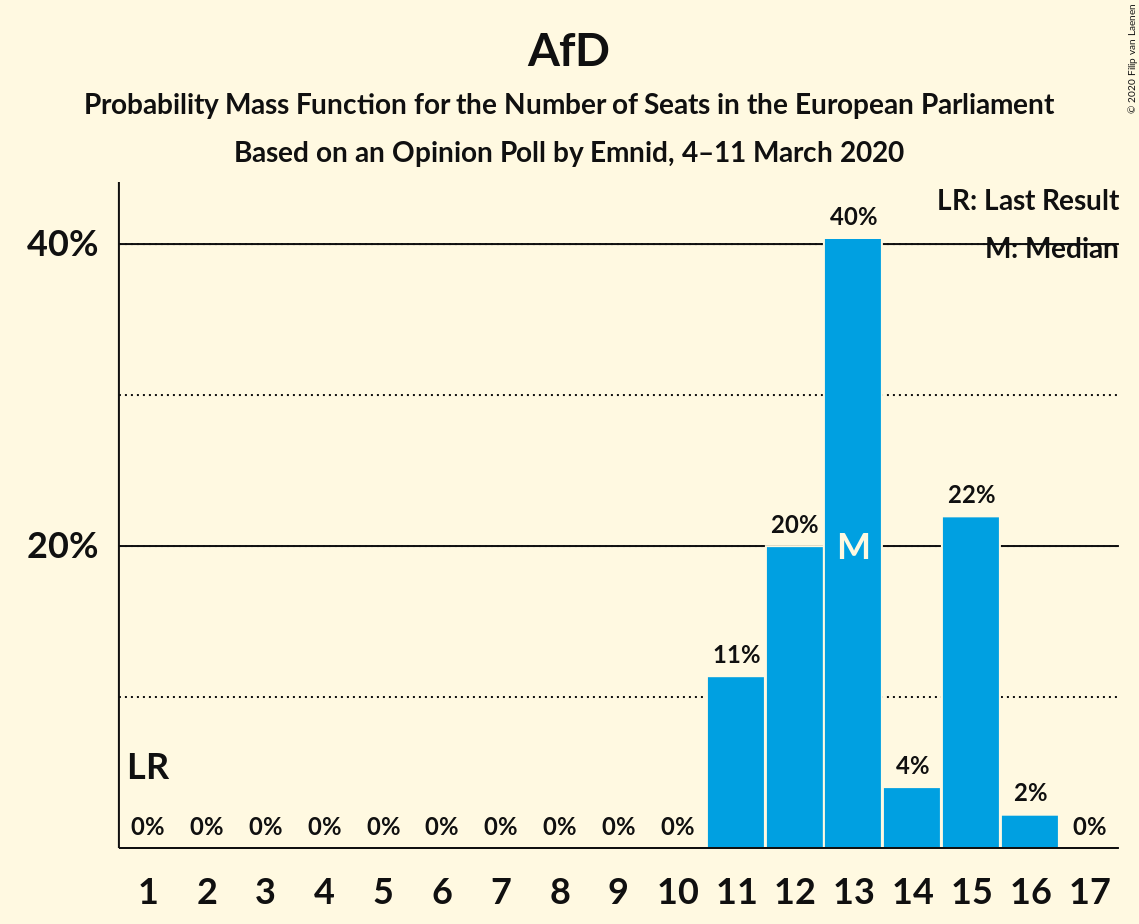 AfD
Probability Mass Function for the Number of Seats in the European Parliament
Based on an Opinion Poll by Emnid, 4–11 March 2020
© 2020 Filip van Laenen
LR: Last Result
M: Median
40%
20%
40%
22%
20%
M
11%
4%
2%
LR
0% 0% 0% 0% 0% 0% 0% 0% 0% 0% 0%
1 2 3 4 5 6 7 8 9 10 11 12 13 14 15 16 17